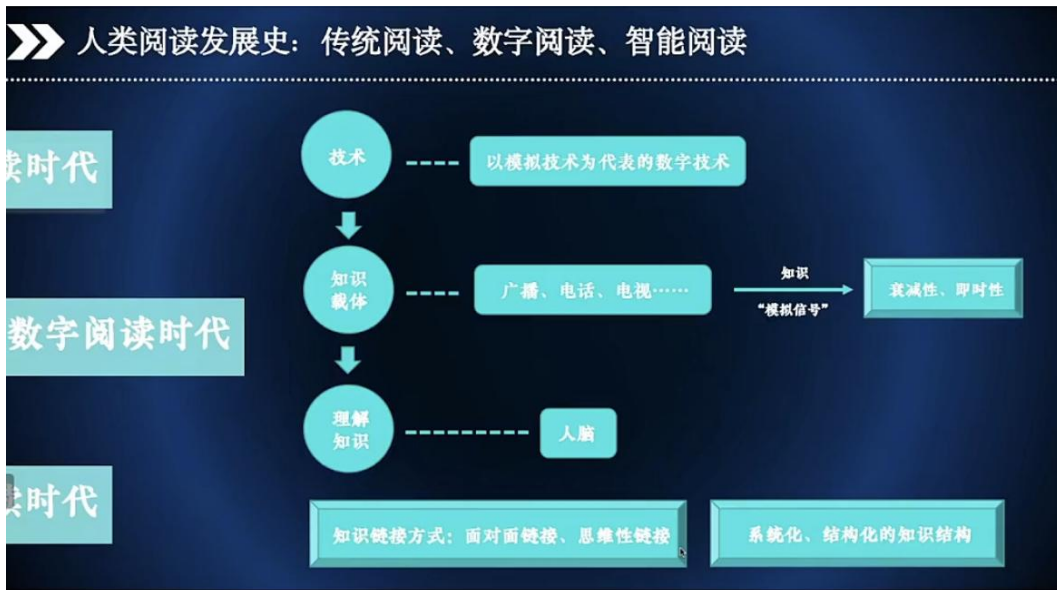 人类阅读发展史：传统阅读、数字阅读、智能阅读
读时代
技术
以模拟技术为代表的数字技术
知识
载体
广播、电话、电视……
知识
“模拟信号”
衰减性、即时性
数字阅读时代
理解
知识
人脑
读时代
知识链接方式：面对面链接、思维性链接
系统化、结构化的知识结构